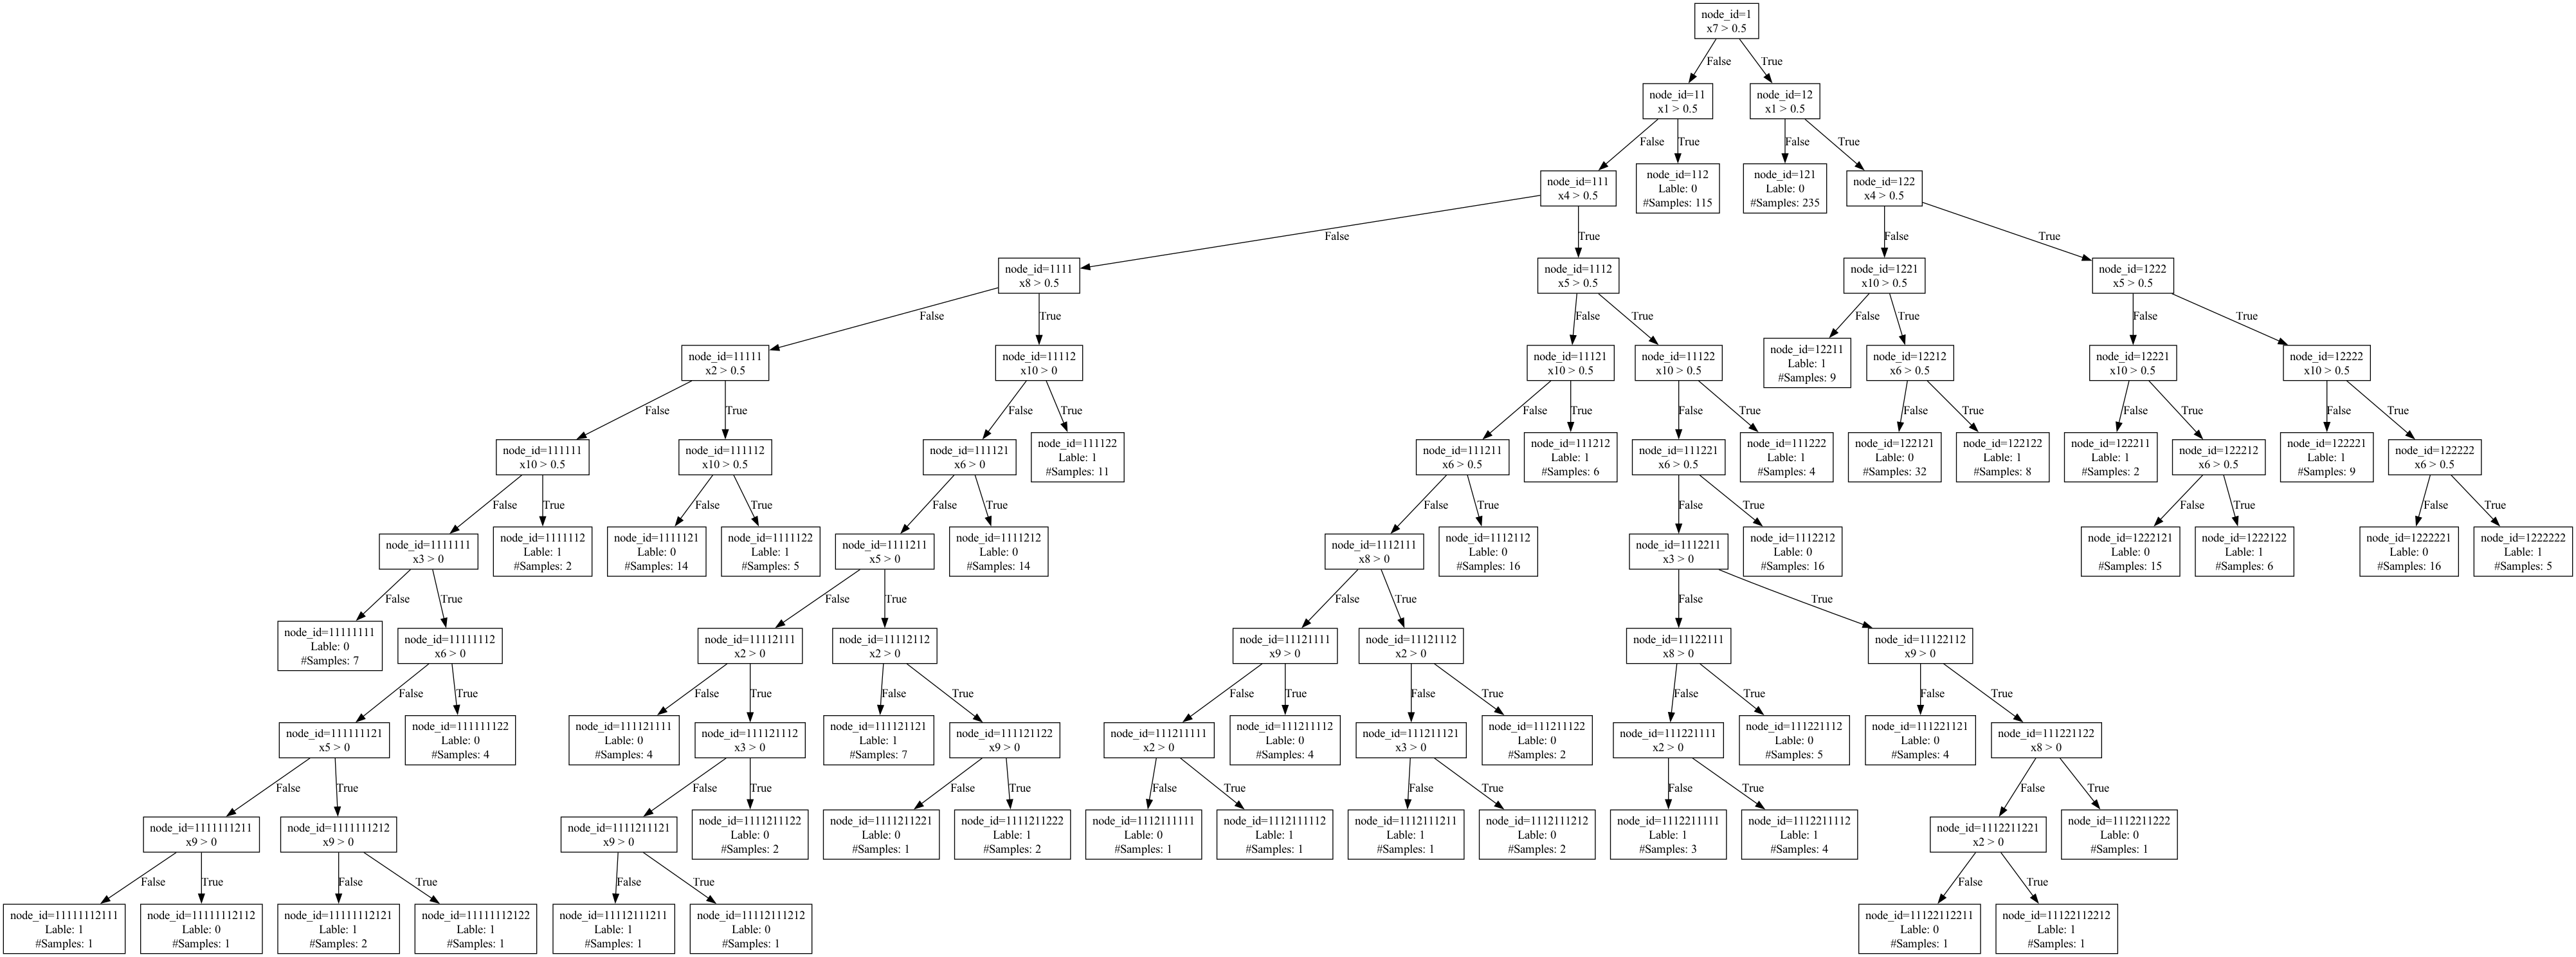 node_id=1
x7 > 0.5
False
True
node_id=11
x1 > 0.5
node_id=12
x1 > 0.5
False
True
False
True
node_id=111
x4 > 0.5
node_id=112
Lable: 0
#Samples: 115
node_id=121
Lable: 0
#Samples: 235
node_id=122
x4 > 0.5
False
True
False
True
node_id=1111
x8 > 0.5
node_id=1112
x5 > 0.5
node_id=1221
x10 > 0.5
node_id=1222
x5 > 0.5
False
True
False
True
False
True
False
True
node_id=11111
x2 > 0.5
node_id=11112
x10 > 0
node_id=11121
x10 > 0.5
node_id=11122
x10 > 0.5
node_id=12211
Lable: 1
#Samples: 9
node_id=12212
x6 > 0.5
node_id=12221
x10 > 0.5
node_id=12222
x10 > 0.5
False
True
False
True
False
True
False
True
False
True
False
True
False
True
node_id=111111
x10 > 0.5
node_id=111112
x10 > 0.5
node_id=111121
x6 > 0
node_id=111122
Lable: 1
#Samples: 11
node_id=111211
x6 > 0.5
node_id=111212
Lable: 1
#Samples: 6
node_id=111221
x6 > 0.5
node_id=111222
Lable: 1
#Samples: 4
node_id=122121
Lable: 0
#Samples: 32
node_id=122122
Lable: 1
#Samples: 8
node_id=122211
Lable: 1
#Samples: 2
node_id=122212
x6 > 0.5
node_id=122221
Lable: 1
#Samples: 9
node_id=122222
x6 > 0.5
False
True
False
True
False
True
False
True
False
True
False
True
False
True
node_id=1111111
x3 > 0
node_id=1111112
Lable: 1
#Samples: 2
node_id=1111121
Lable: 0
#Samples: 14
node_id=1111122
Lable: 1
#Samples: 5
node_id=1111211
x5 > 0
node_id=1111212
Lable: 0
#Samples: 14
node_id=1112111
x8 > 0
node_id=1112112
Lable: 0
#Samples: 16
node_id=1112211
x3 > 0
node_id=1112212
Lable: 0
#Samples: 16
node_id=1222121
Lable: 0
#Samples: 15
node_id=1222122
Lable: 1
#Samples: 6
node_id=1222221
Lable: 0
#Samples: 16
node_id=1222222
Lable: 1
#Samples: 5
False
True
False
True
False
True
False
True
node_id=11111111
Lable: 0
#Samples: 7
node_id=11111112
x6 > 0
node_id=11112111
x2 > 0
node_id=11112112
x2 > 0
node_id=11121111
x9 > 0
node_id=11121112
x2 > 0
node_id=11122111
x8 > 0
node_id=11122112
x9 > 0
False
True
False
True
False
True
False
True
False
True
False
True
False
True
node_id=111111121
x5 > 0
node_id=111111122
Lable: 0
#Samples: 4
node_id=111121111
Lable: 0
#Samples: 4
node_id=111121112
x3 > 0
node_id=111121121
Lable: 1
#Samples: 7
node_id=111121122
x9 > 0
node_id=111211111
x2 > 0
node_id=111211112
Lable: 0
#Samples: 4
node_id=111211121
x3 > 0
node_id=111211122
Lable: 0
#Samples: 2
node_id=111221111
x2 > 0
node_id=111221112
Lable: 0
#Samples: 5
node_id=111221121
Lable: 0
#Samples: 4
node_id=111221122
x8 > 0
False
True
False
True
False
True
False
True
False
True
False
True
False
True
node_id=1111111211
x9 > 0
node_id=1111111212
x9 > 0
node_id=1111211121
x9 > 0
node_id=1111211122
Lable: 0
#Samples: 2
node_id=1111211221
Lable: 0
#Samples: 1
node_id=1111211222
Lable: 1
#Samples: 2
node_id=1112111111
Lable: 0
#Samples: 1
node_id=1112111112
Lable: 1
#Samples: 1
node_id=1112111211
Lable: 1
#Samples: 1
node_id=1112111212
Lable: 0
#Samples: 2
node_id=1112211111
Lable: 1
#Samples: 3
node_id=1112211112
Lable: 1
#Samples: 4
node_id=1112211221
x2 > 0
node_id=1112211222
Lable: 0
#Samples: 1
False
True
False
True
False
True
False
True
node_id=11111112111
Lable: 1
#Samples: 1
node_id=11111112112
Lable: 0
#Samples: 1
node_id=11111112121
Lable: 1
#Samples: 2
node_id=11111112122
Lable: 1
#Samples: 1
node_id=11112111211
Lable: 1
#Samples: 1
node_id=11112111212
Lable: 0
#Samples: 1
node_id=11122112211
Lable: 0
#Samples: 1
node_id=11122112212
Lable: 1
#Samples: 1